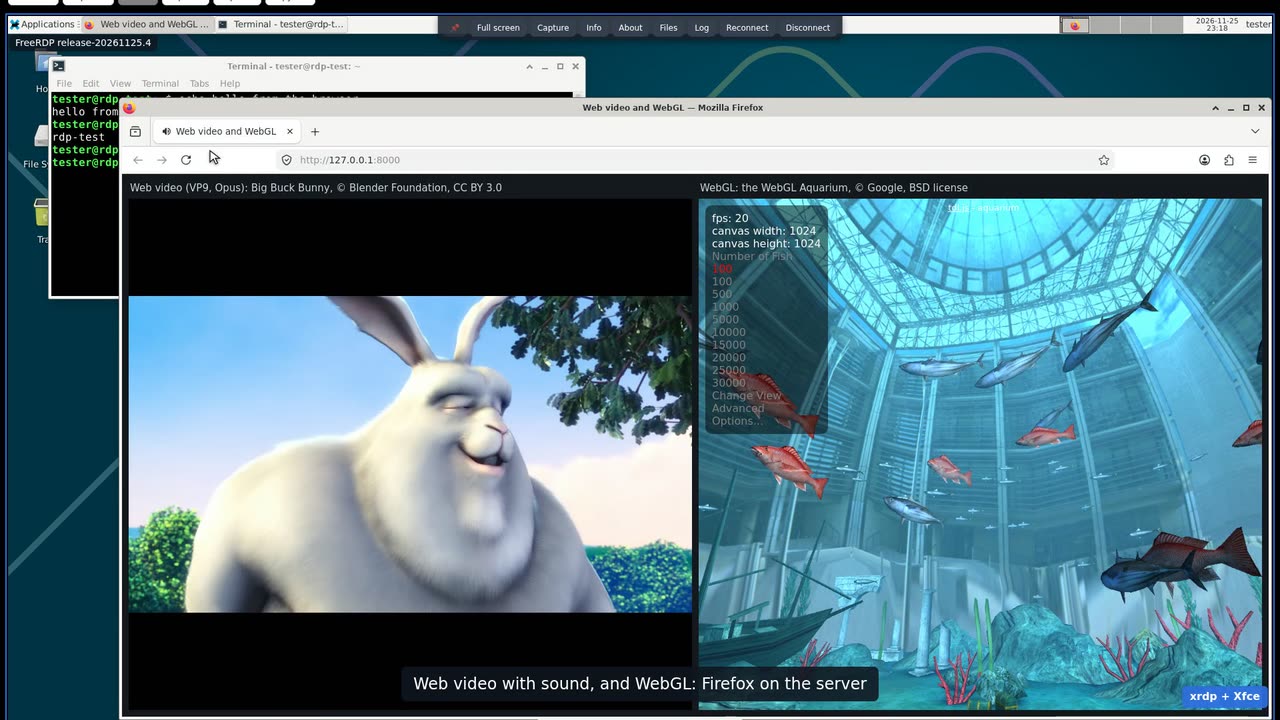 Applications
Web video and WebGL ...
Terminal - tester@rdp-t...
Full screen
Capture
Info
About
Files
Log
Reconnect
Disconnect
2026-11-25
23:18
tester
FreeRDP release-20261125.4
Terminal - tester@rdp-test: ~
File Edit View Terminal Tabs Help
hello from
tester@rdp
rdp-test
tester@rdp
tester@rdp
Web video and WebGL — Mozilla Firefox
Web video and WebGL
http://127.0.0.1:8000
Web video (VP9, Opus): Big Buck Bunny, © Blender Foundation, CC BY 3.0
WebGL: the WebGL Aquarium, © Google, BSD license
fps: 20
canvas width: 1024
canvas height: 1024
Number of Fish
100
100
500
1000
5000
10000
15000
20000
25000
30000
Change View
Advanced
Options...
Web video with sound, and WebGL: Firefox on the server
xrdp + Xfce